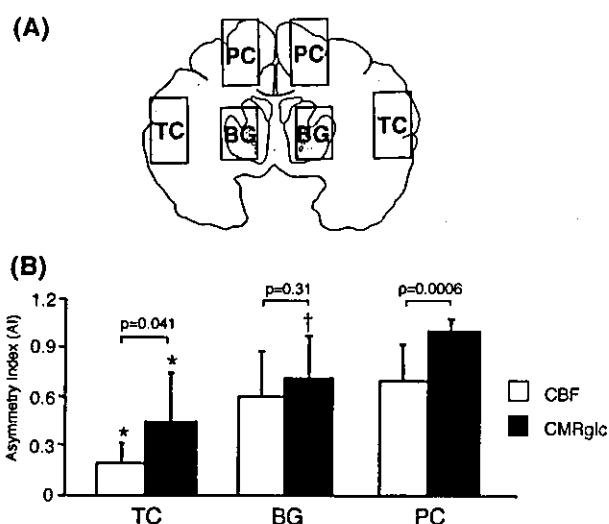 (A)
PC PC
TC BG BG TC
(B)
Asymmetry Index (AI)
1.2
0.9
0.6
0.3
0
p=0.041
p=0.31
p=0.0006
* * †
CBF
CMRglc
TC BG PC